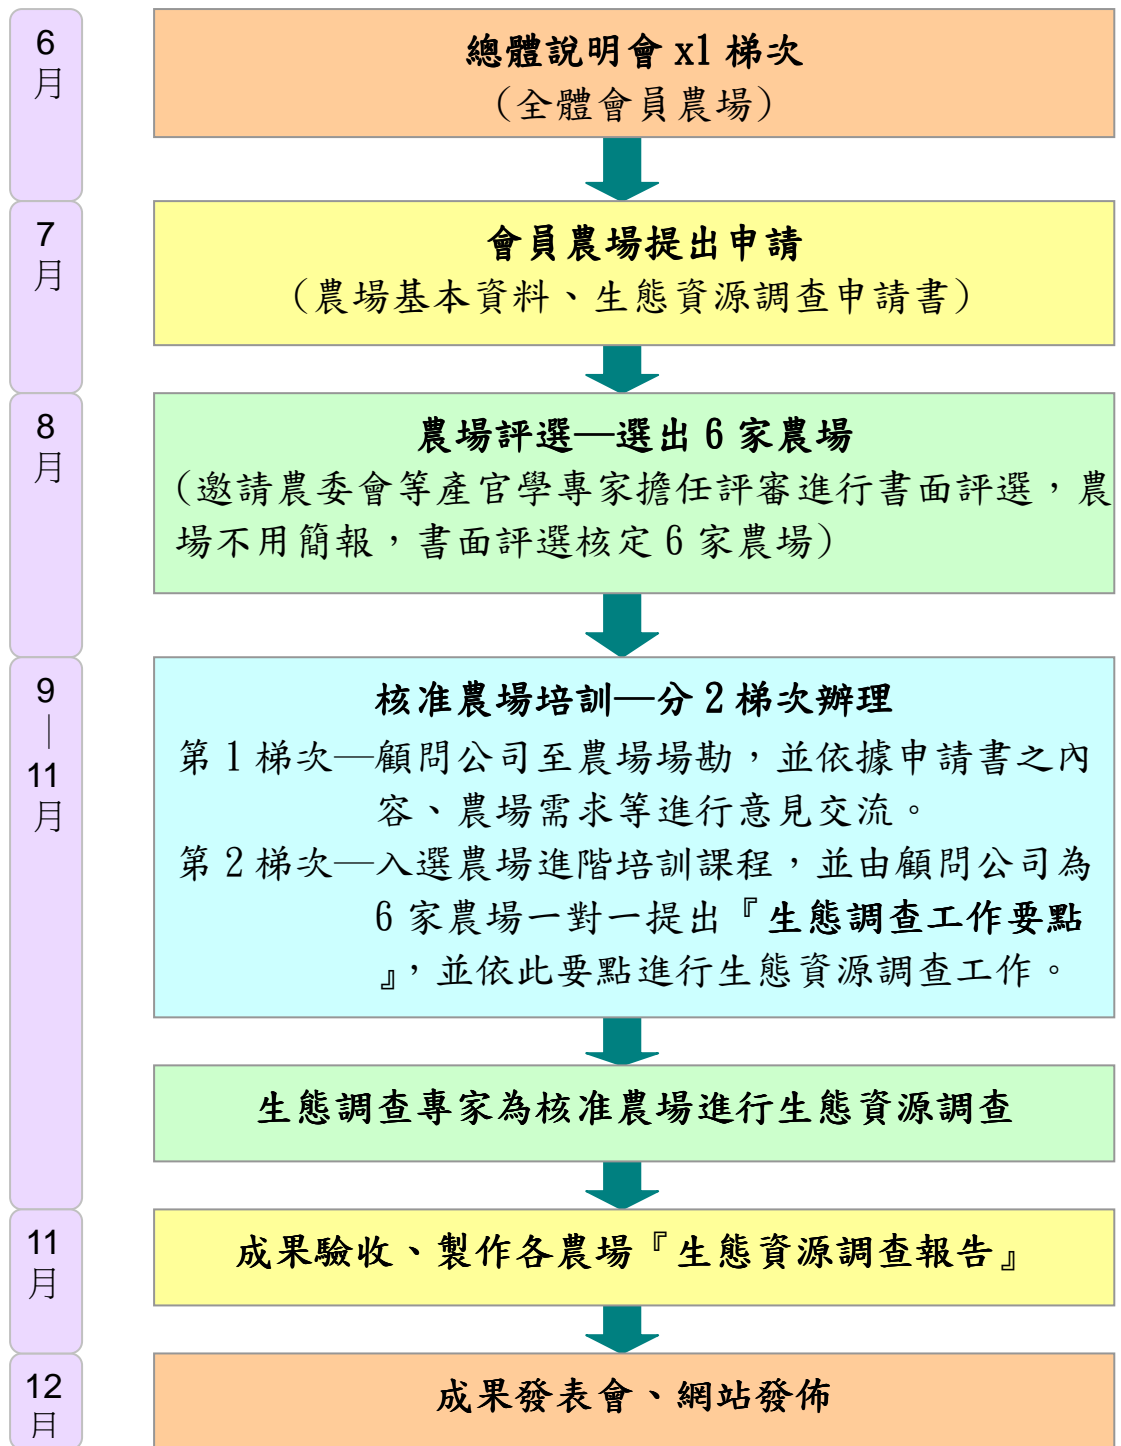 6
月
總體說明會 x1 梯次
（全體會員農場）
7
月
會員農場提出申請
（農場基本資料、生態資源調查申請書）
8
月
農場評選—選出 6 家農場
(邀請農委會等產官學專家擔任評審進行書面評選，農
場不用簡報，書面評選核定 6 家農場)
9
｜
11
月
核准農場培訓—分 2 梯次辦理
第 1 梯次—顧問公司至農場場勘，並依據申請書之內
容、農場需求等進行意見交流。
第 2 梯次—入選農場進階培訓課程，並由顧問公司為
6 家農場一對一提出『生態調查工作要點
』，並依此要點進行生態資源調查工作。
生態調查專家為核准農場進行生態資源調查
11
月
成果驗收、製作各農場『生態資源調查報告』
12
月
成果發表會、網站發佈